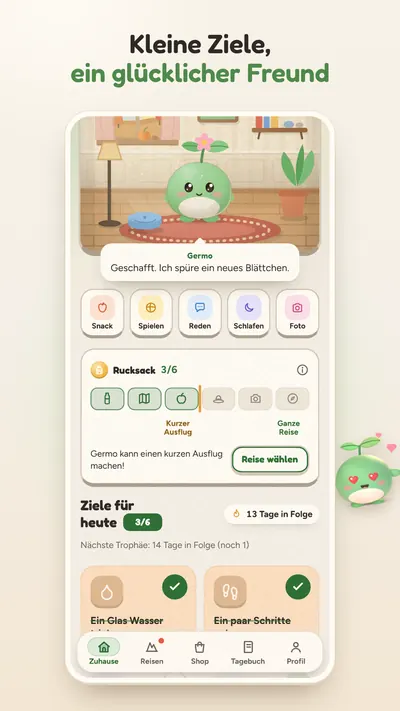 Kleine Ziele,
ein glücklicher Freund
Germo
Geschafft. Ich spüre ein neues Blättchen.
Snack
Spielen
Reden
Schlafen
Foto
Rucksack 3/6
Kurzer
Ausflug
Ganze
Reise
Germo kann einen kurzen Ausflug
machen!
Reise wählen
Ziele für
heute 3/6
13 Tage in Folge
Nächste Trophäe: 14 Tage in Folge (noch 1)
Ein Glas Wasser
Ein paar Schritte
Zuhause
Reisen
Shop
Tagebuch
Profil